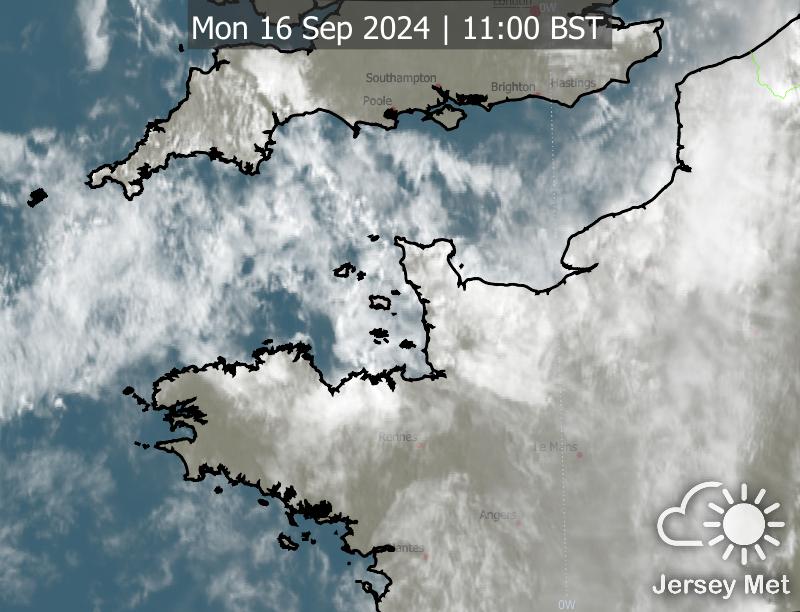 London
0W
Mon 16 Sep 2024 | 11:00 BST
Southampton
Brighton
Hastings
Poole
Rennes
Le Mans
Angers
Nantes
0W
Jersey Met